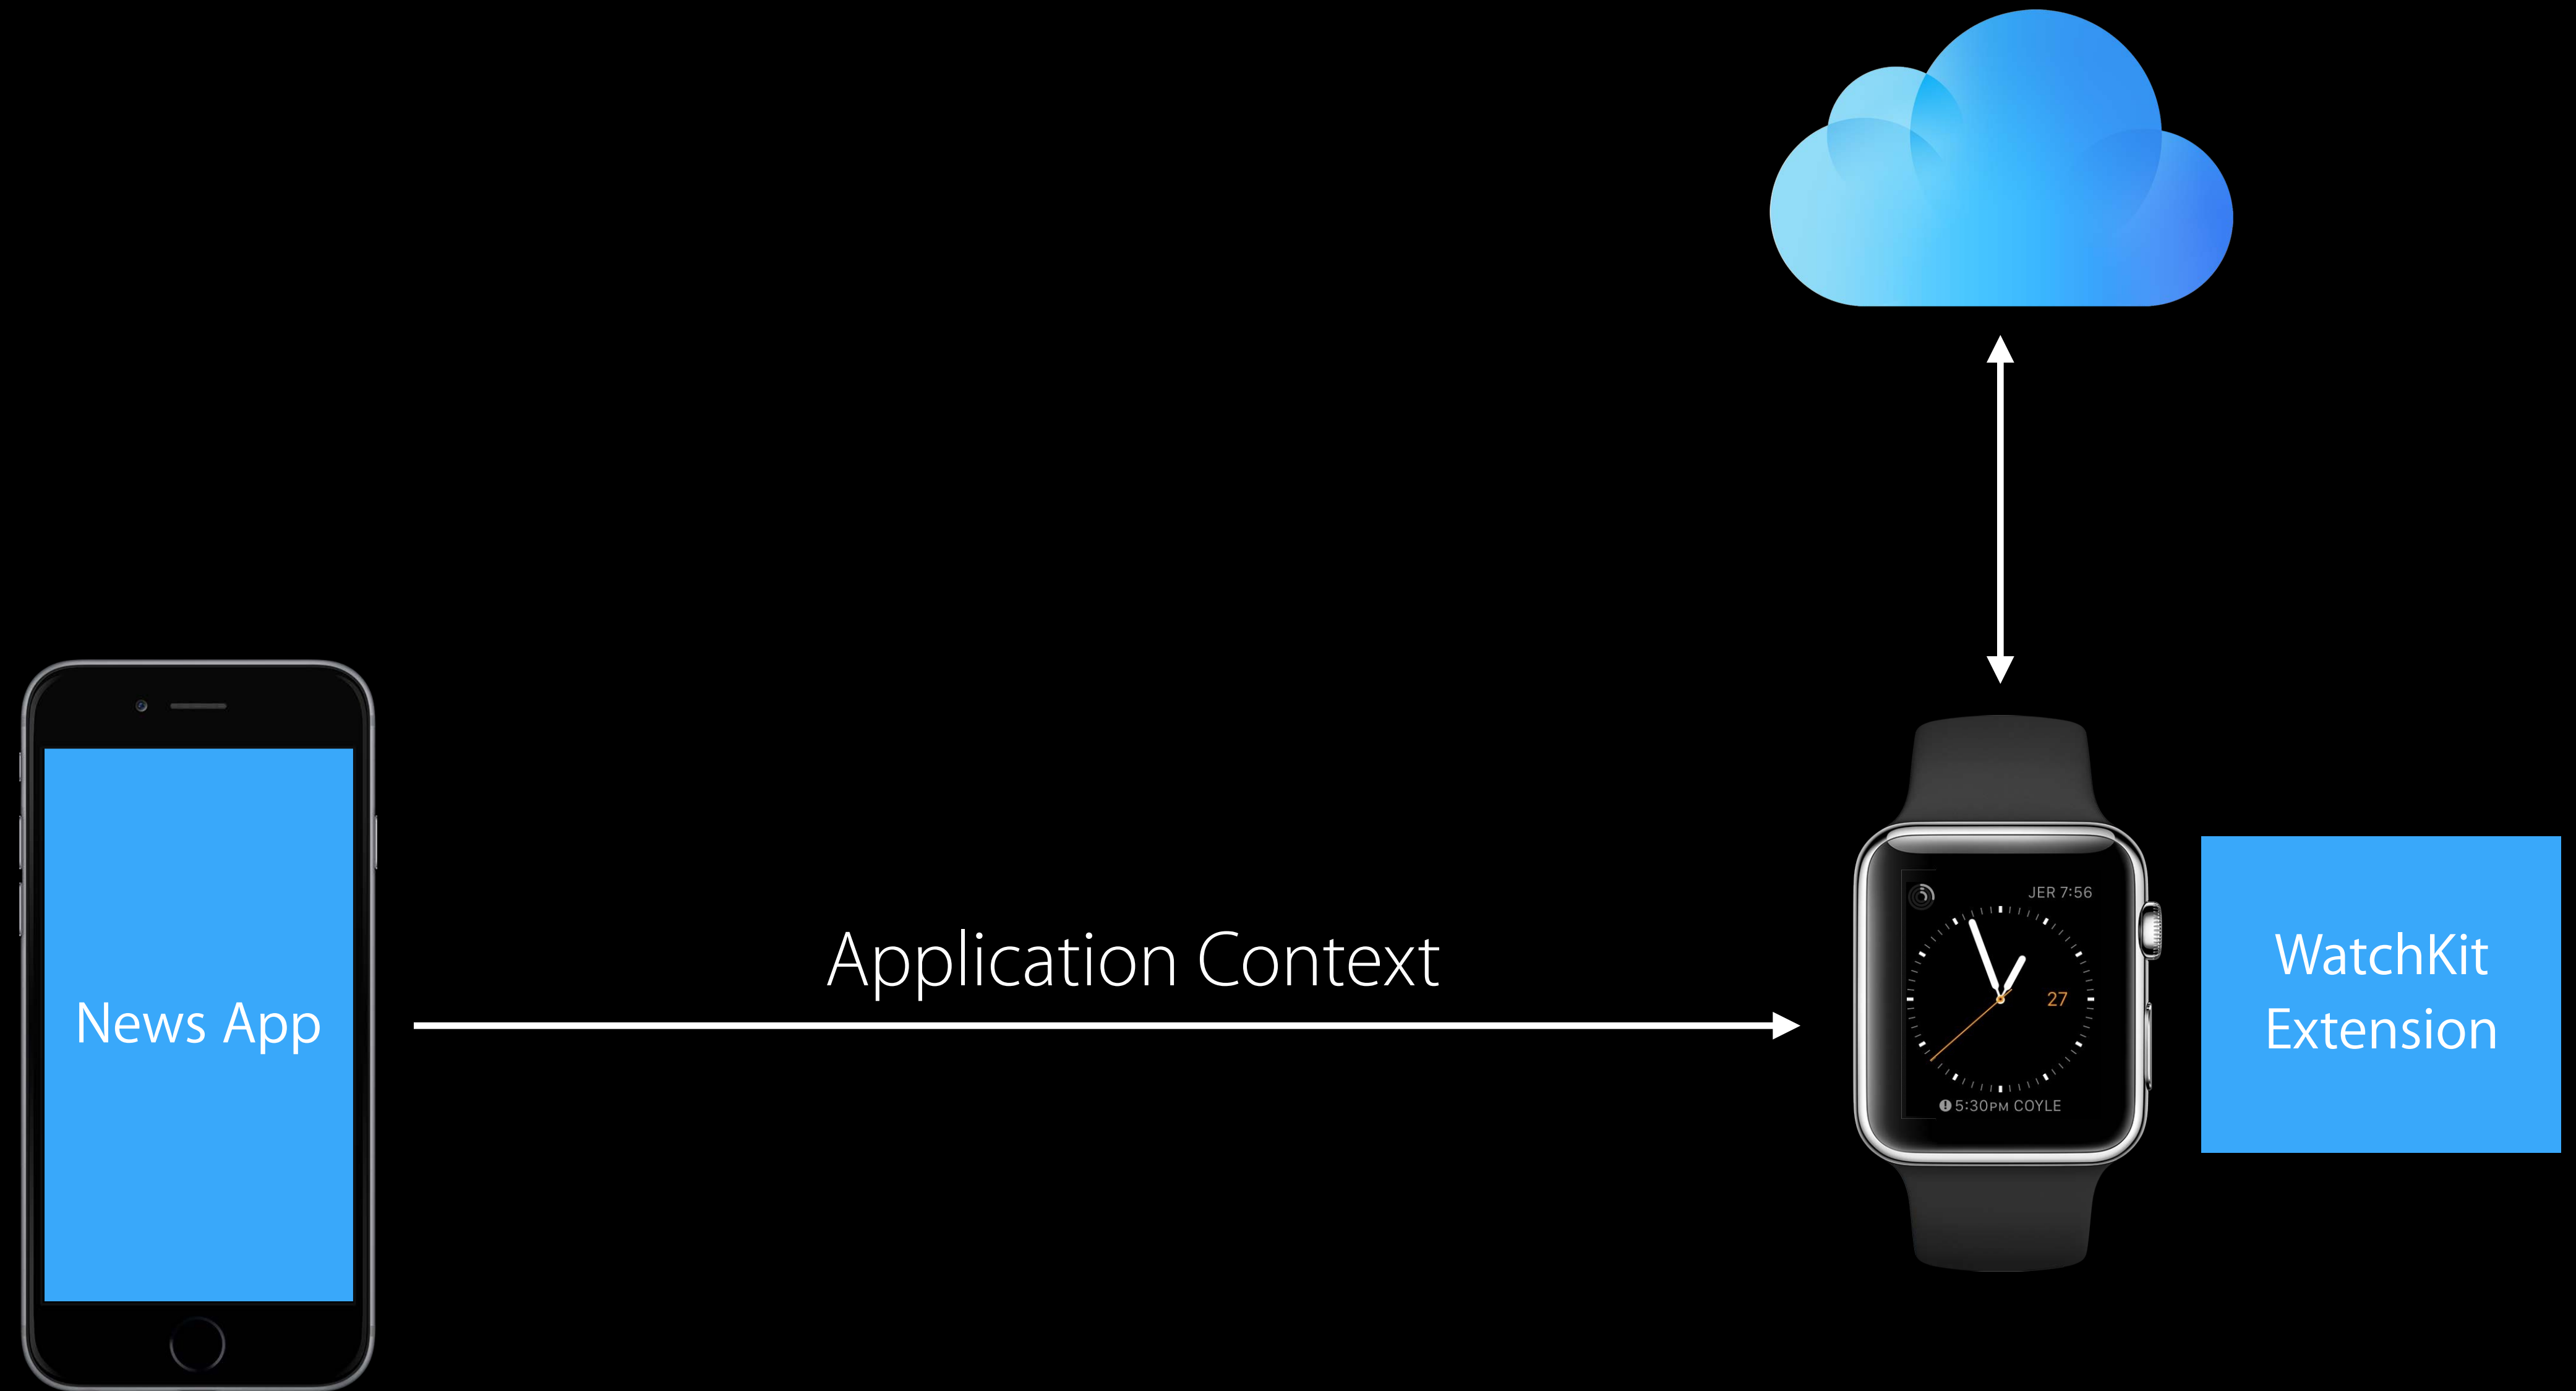 News App
Application Context
JER 7:56
27
5:30PM COYLE
WatchKit
Extension